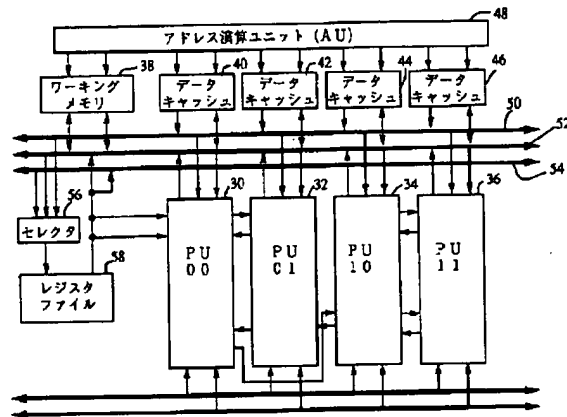 アドレス演算ユニット (AU)
48
38
40
42
44
46
ワーキング
メモリ
データ
キャッシュ
データ
キャッシュ
データ
キャッシュ
データ
キャッシュ
50
52
54
56
30
32
34
36
セレクタ
58
レジスタ
ファイル
PU
00
PU
01
PU
10
PU
11